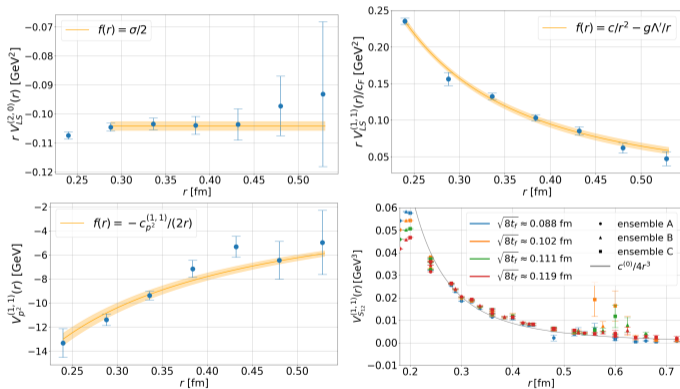 −0.07
−0.08
−0.09
−0.10
−0.11
−0.12
0.25
0.30
0.35
0.40
0.45
0.50
r [fm]
r V_{LS}^{(2,0)}(r) [GeV²]
f(r) = σ/2
0.25
0.20
0.15
0.10
0.05
0.25
0.30
0.35
0.40
0.45
0.50
r [fm]
r V_{LS}^{(1,1)}(r)/c_F [GeV²]
f(r) = c/r² − gΛ′/r
−2
−4
−6
−8
−10
−12
−14
0.25
0.30
0.35
0.40
0.45
0.50
r [fm]
V_{p²}^{(1,1)}(r) [GeV]
f(r) = − c_{p²}^{(1,1)}/(2r)
0.06
0.05
0.04
0.03
0.02
0.01
0.00
−0.01
0.2
0.3
0.4
0.5
0.6
0.7
r [fm]
V_{S₁₂}^{(1,1)}(r) [GeV³]
√8t_f ≈ 0.088 fm
√8t_f ≈ 0.102 fm
√8t_f ≈ 0.111 fm
√8t_f ≈ 0.119 fm
ensemble A
ensemble B
ensemble C
c^{(0)}/4r³